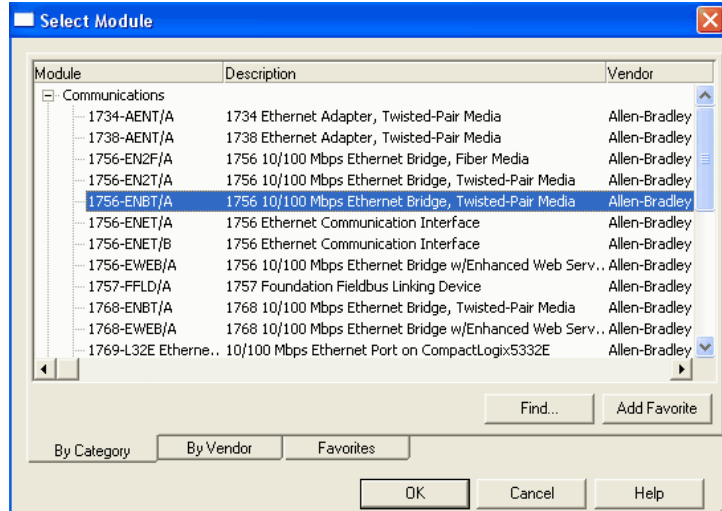 Select Module
Module Description Vendor
Communications
1734-AENT/A 1734 Ethernet Adapter, Twisted-Pair Media Allen-Bradley
1738-AENT/A 1738 Ethernet Adapter, Twisted-Pair Media Allen-Bradley
1756-EN2F/A 1756 10/100 Mbps Ethernet Bridge, Fiber Media Allen-Bradley
1756-EN2T/A 1756 10/100 Mbps Ethernet Bridge, Twisted-Pair Media Allen-Bradley
1756-ENBT/A 1756 10/100 Mbps Ethernet Bridge, Twisted-Pair Media Allen-Bradley
1756-ENET/A 1756 Ethernet Communication Interface Allen-Bradley
1756-ENET/B 1756 Ethernet Communication Interface Allen-Bradley
1756-EWEB/A 1756 10/100 Mbps Ethernet Bridge w/Enhanced Web Serv.. Allen-Bradley
1757-FFLD/A 1757 Foundation Fieldbus Linking Device Allen-Bradley
1768-ENBT/A 1768 10/100 Mbps Ethernet Bridge, Twisted-Pair Media Allen-Bradley
1768-EWEB/A 1768 10/100 Mbps Ethernet Bridge w/Enhanced Web Serv.. Allen-Bradley
1769-L32E Etherne.. 10/100 Mbps Ethernet Port on CompactLogix5332E Allen-Bradley
Find... Add Favorite
By Category By Vendor Favorites
OK Cancel Help